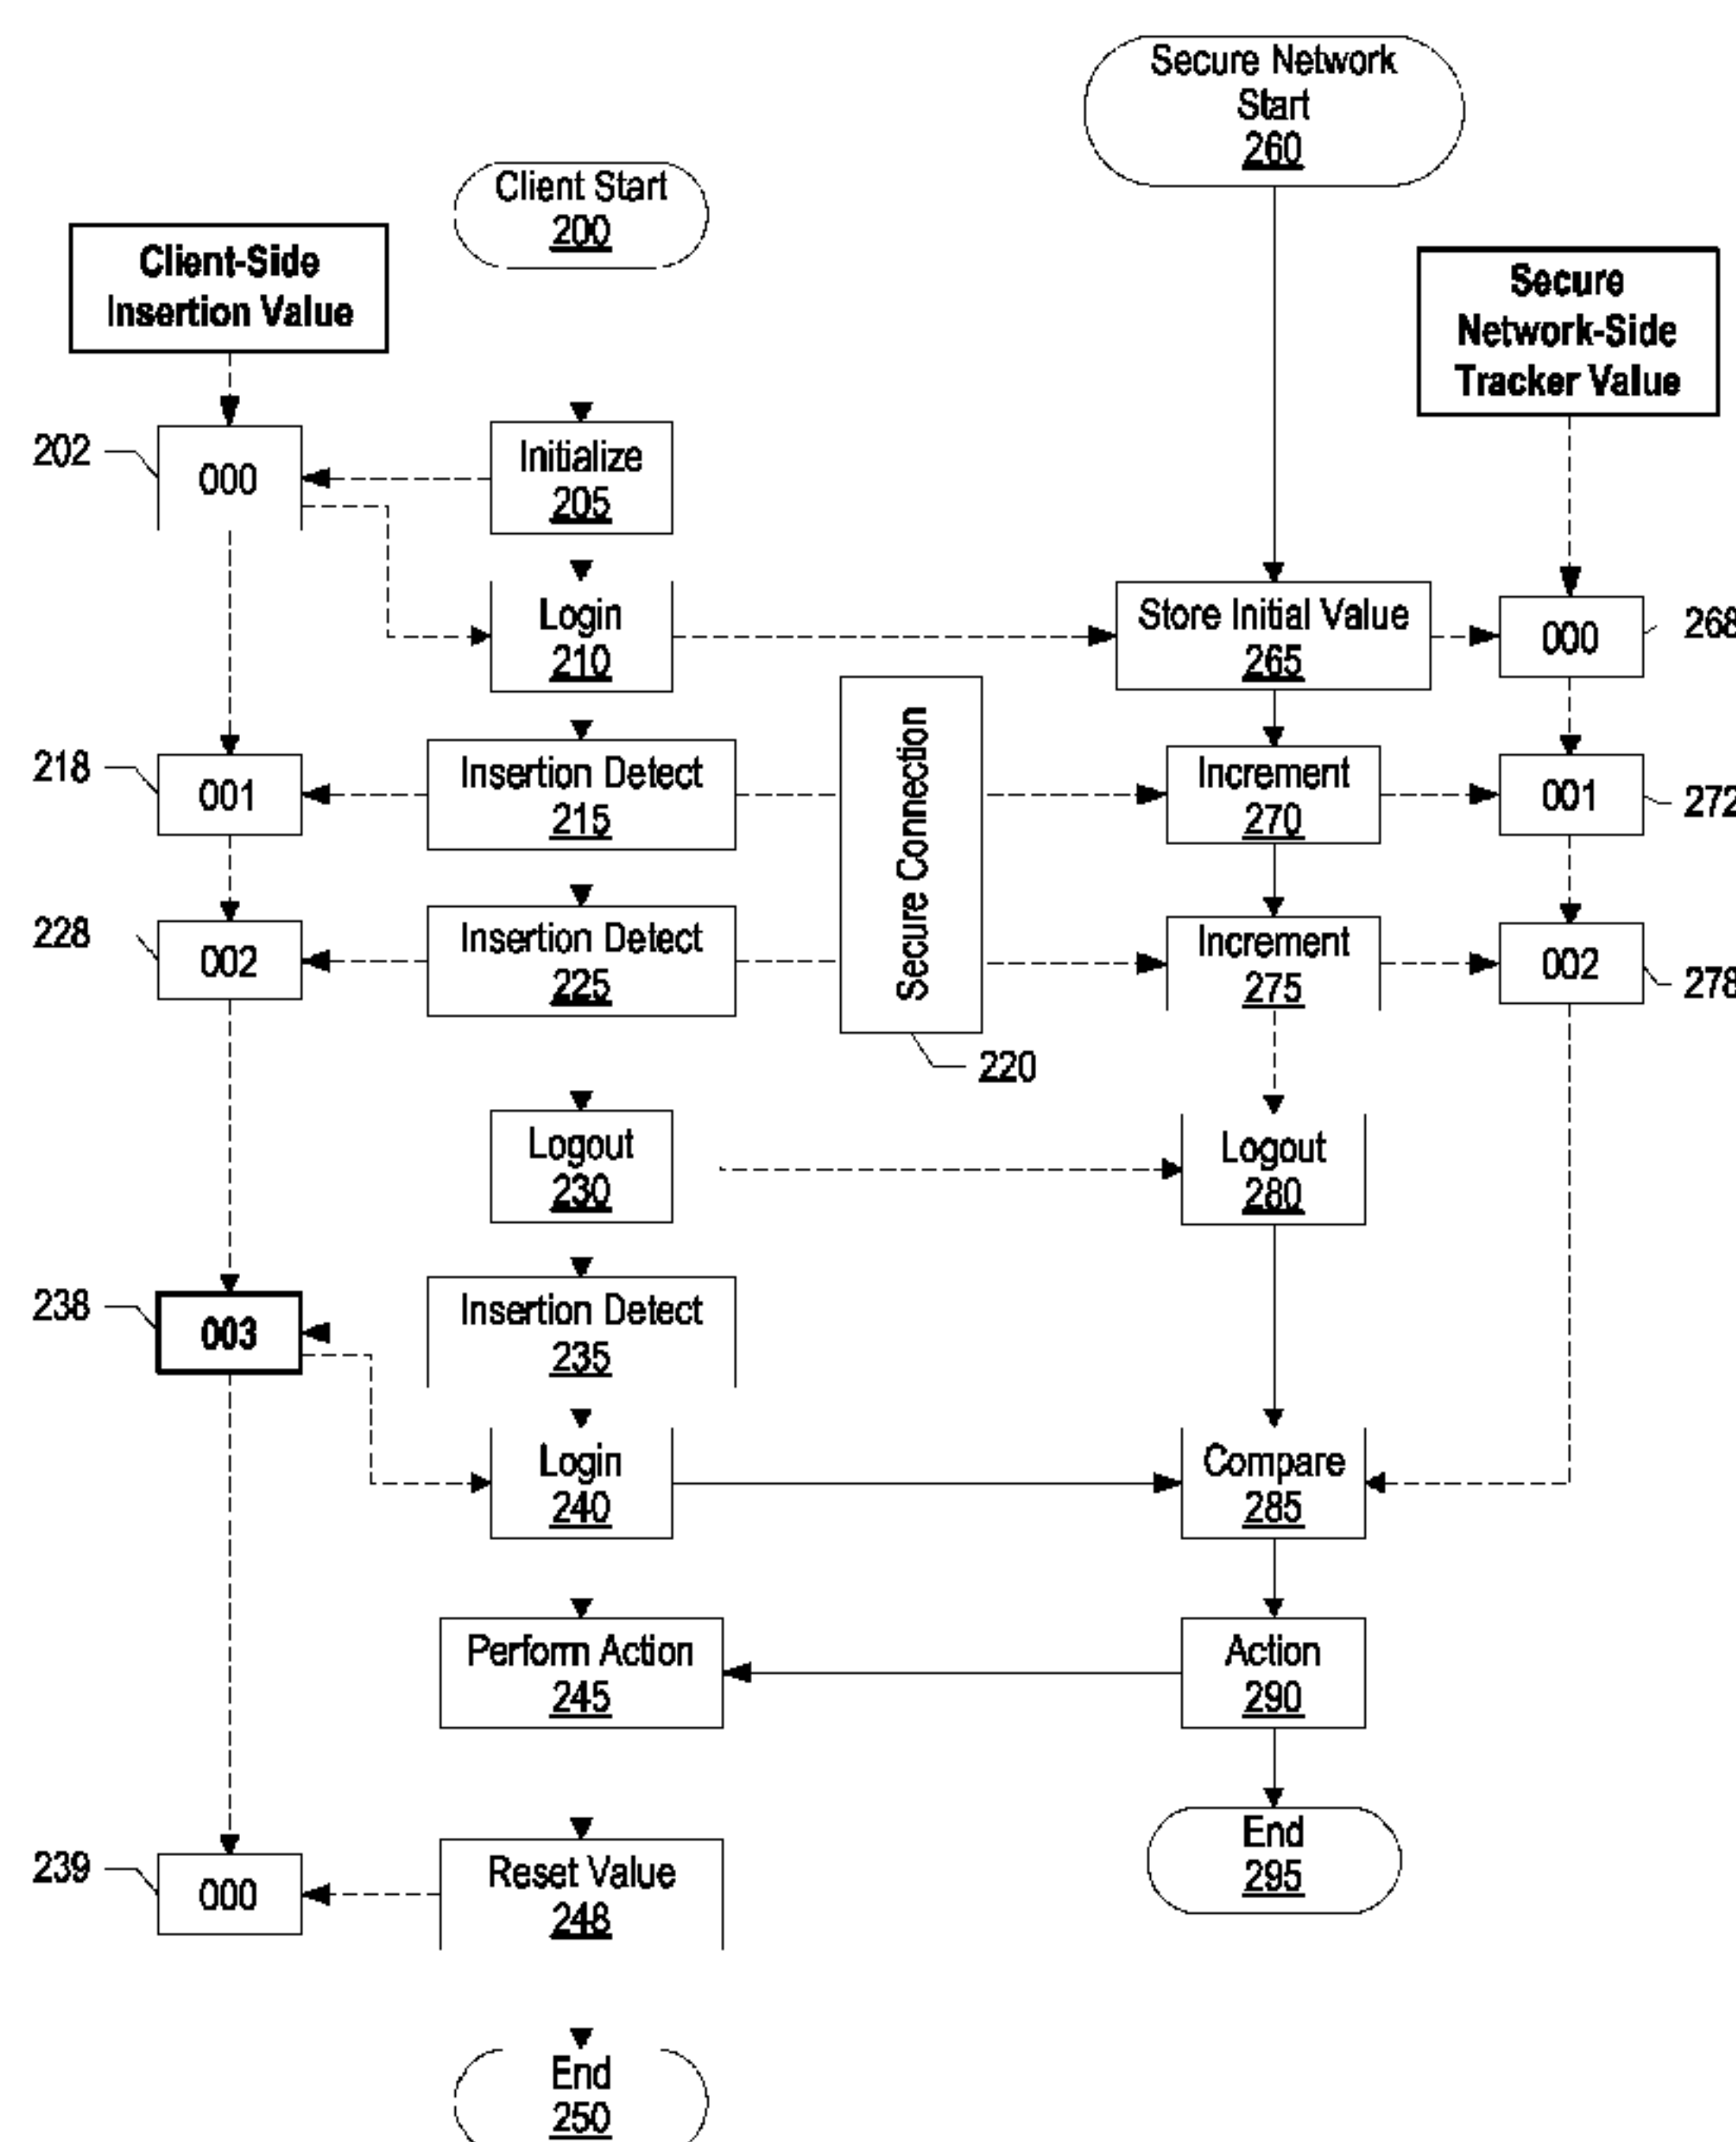 Secure Network
Start
260
Client Start
200
Client-Side
Insertion Value
Secure
Network-Side
Tracker Value
202
000
Initialize
205
Login
210
Store Initial Value
265
000
268
218
001
Insertion Detect
215
Secure Connection
Increment
270
001
272
228
002
Insertion Detect
225
Increment
275
002
278
220
Logout
230
Logout
280
238
003
Insertion Detect
235
Login
240
Compare
285
Perform Action
245
Action
290
239
000
Reset Value
248
End
295
End
250